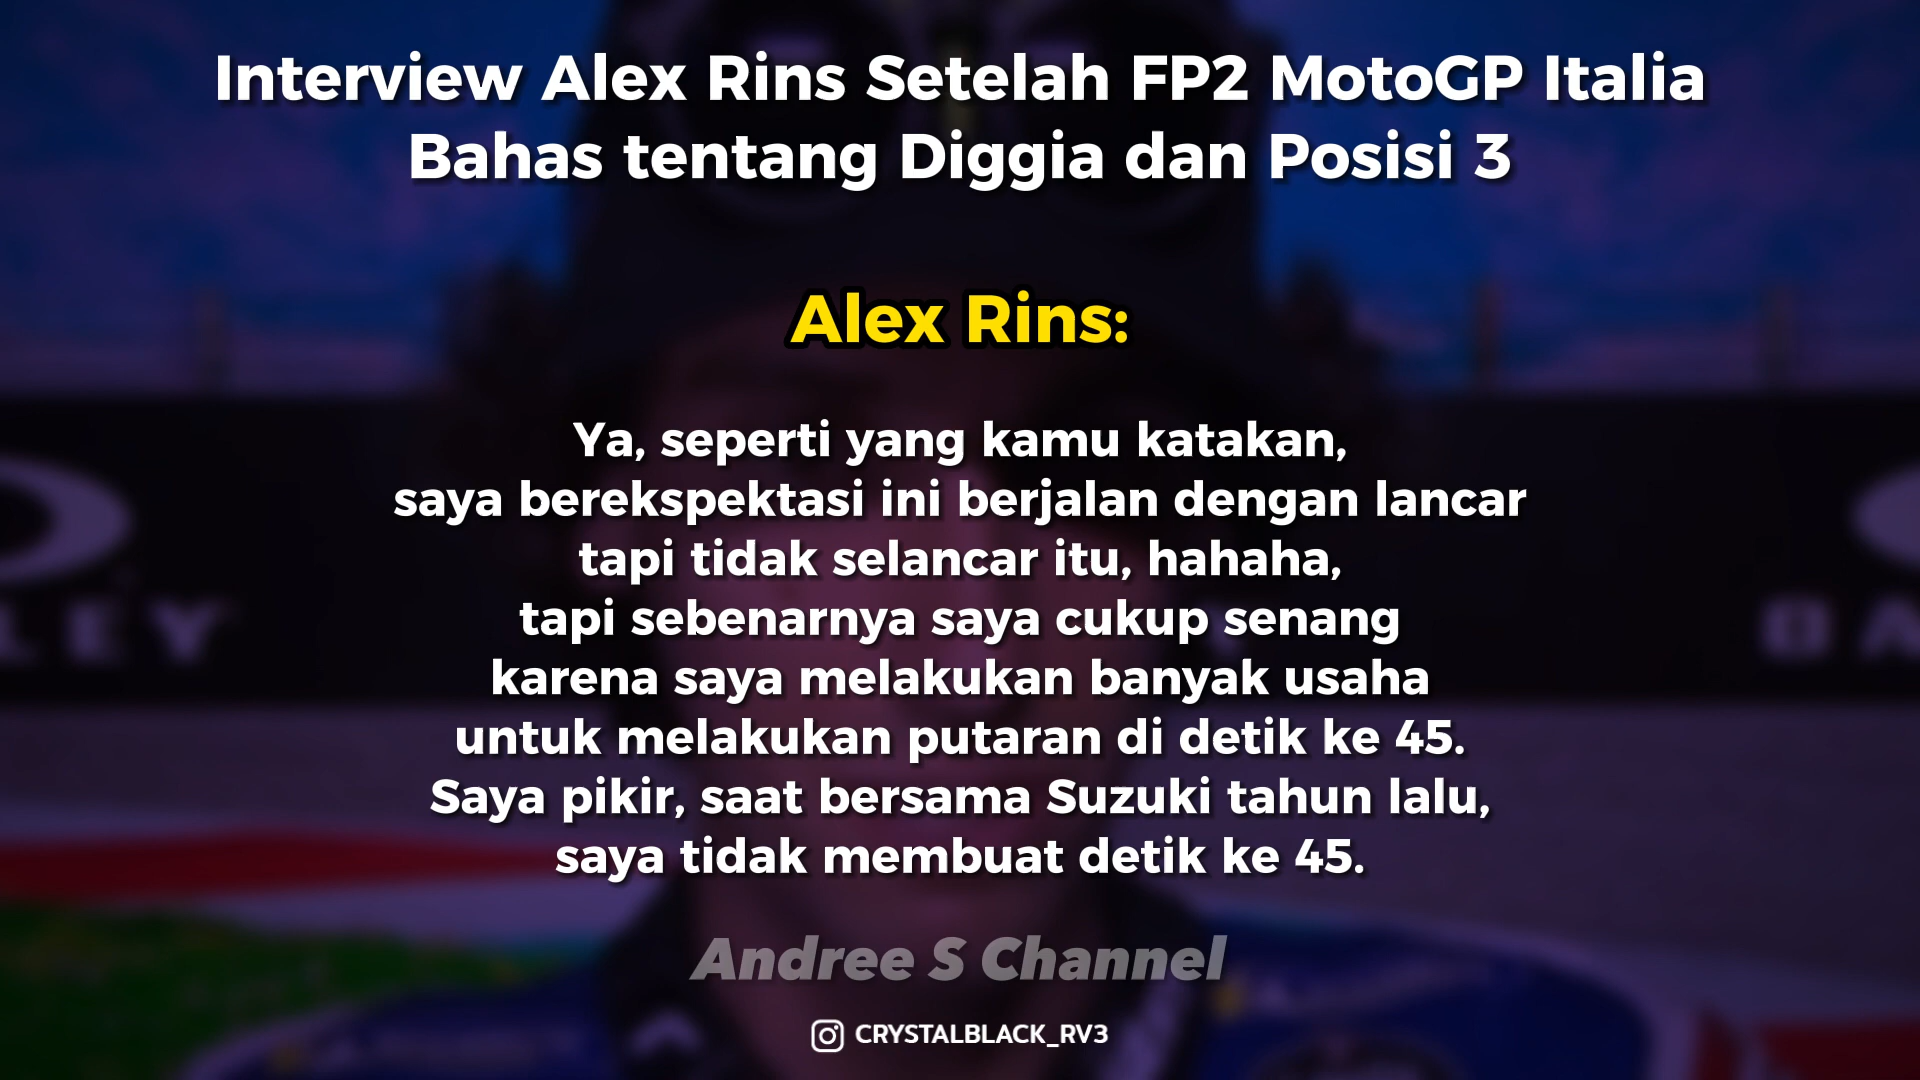 Interview Alex Rins Setelah FP2 MotoGP Italia
Bahas tentang Diggia dan Posisi 3
Alex Rins:
Ya, seperti yang kamu katakan,
saya berekspektasi ini berjalan dengan lancar
tapi tidak selancar itu, hahaha,
tapi sebenarnya saya cukup senang
karena saya melakukan banyak usaha
untuk melakukan putaran di detik ke 45.
Saya pikir, saat bersama Suzuki tahun lalu,
saya tidak membuat detik ke 45.
LEY
OA
Andree S Channel
CRYSTALBLACK_RV3